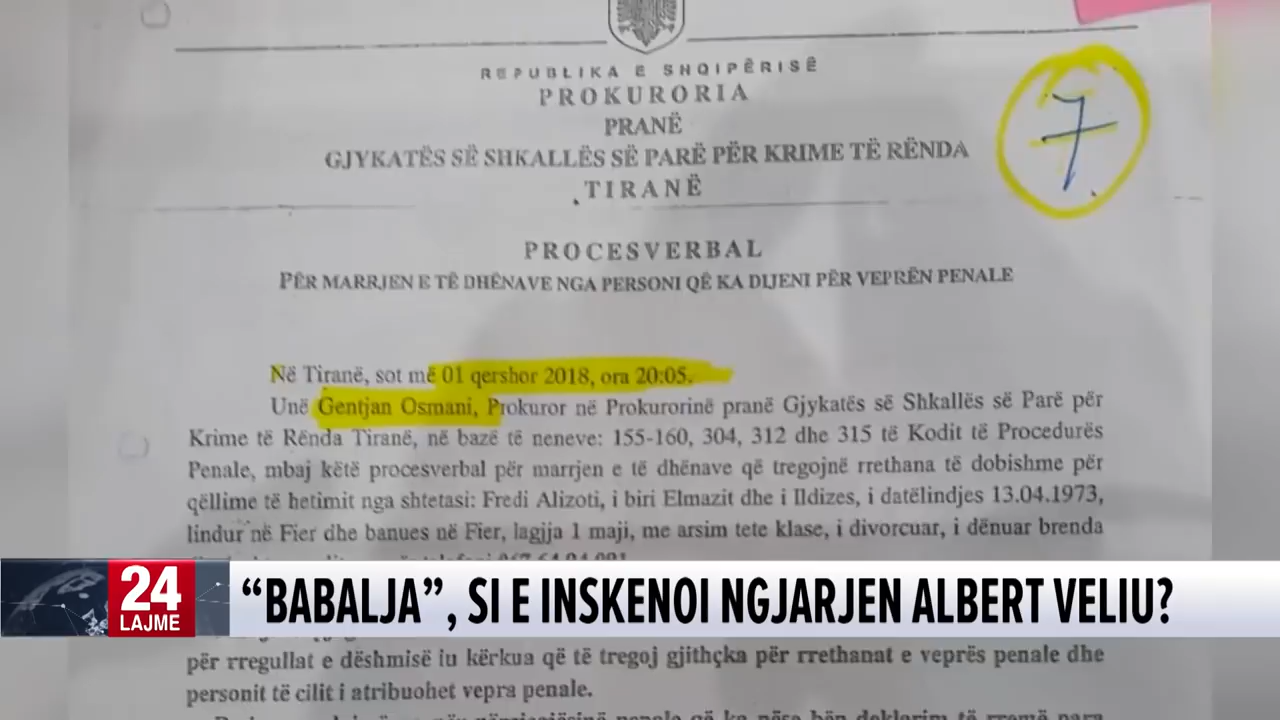 REPUBLIKA E SHQIPËRISË
PROKURORIA
PRANË
GJYKATËS SË SHKALLËS SË PARË PËR KRIME TË RËNDA
TIRANË
7
PROCESVERBAL
PËR MARRJEN E TË DHËNAVE NGA PERSONI QË KA DIJENI PËR VEPRËN PENALE
Në Tiranë, sot më 01 qershor 2018, ora 20:05.
Unë Gentjan Osmani, Prokuror në Prokurorinë pranë Gjykatës së Shkallës së Parë për
Krime të Rënda Tiranë, në bazë të neneve: 155-160, 304, 312 dhe 315 të Kodit të Procedurës
Penale, mbaj këtë procesverbal për marrjen e të dhënave që tregojnë rrethana të dobishme për
qëllime të hetimit nga shtetasi: Fredi Alizoti, i biri Elmazit dhe i Ildizes, i datëlindjes 13.04.1973,
lindur në Fier dhe banues në Fier, lagjja 1 maji, me arsim tete klase, i divorcuar, i dënuar brenda
24
LAJME
“BABALJA”, SI E INSKENOI NGJARJEN ALBERT VELIU?
për rregullat e dëshmisë iu kërkua që të tregoj gjithçka për rrethanat e veprës penale dhe
personit të cilit i atribuohet vepra penale.